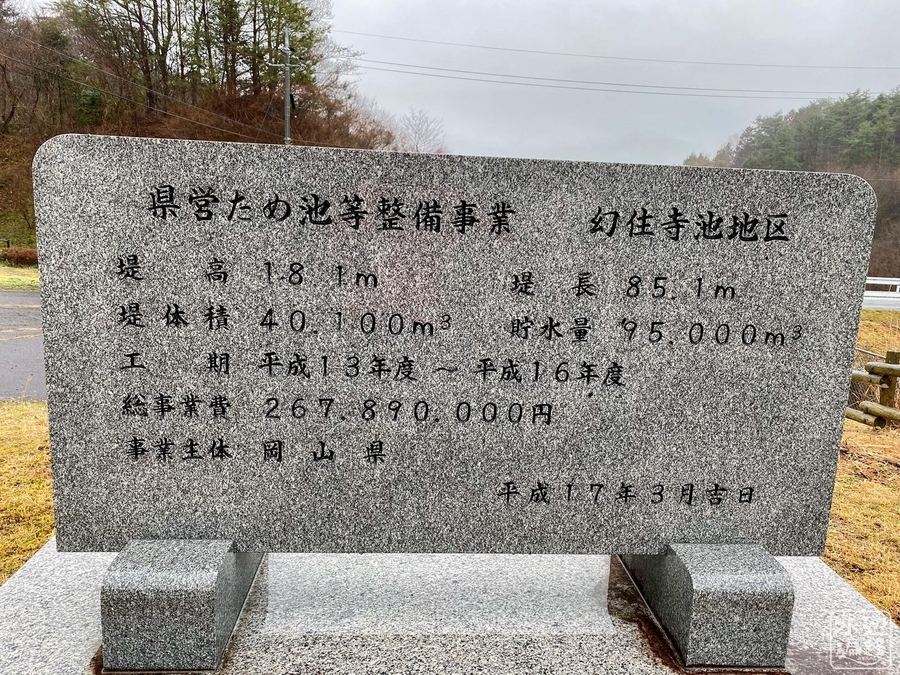 県営ため池等整備事業　幻住寺池地区
堤高 18.1m　堤長 85.1m
堤体積 40.100m³　貯水量 95.000m³
工期 平成13年度 ～ 平成16年度
総事業費 267.890.000円
事業主体 岡山県
平成17年3月吉日